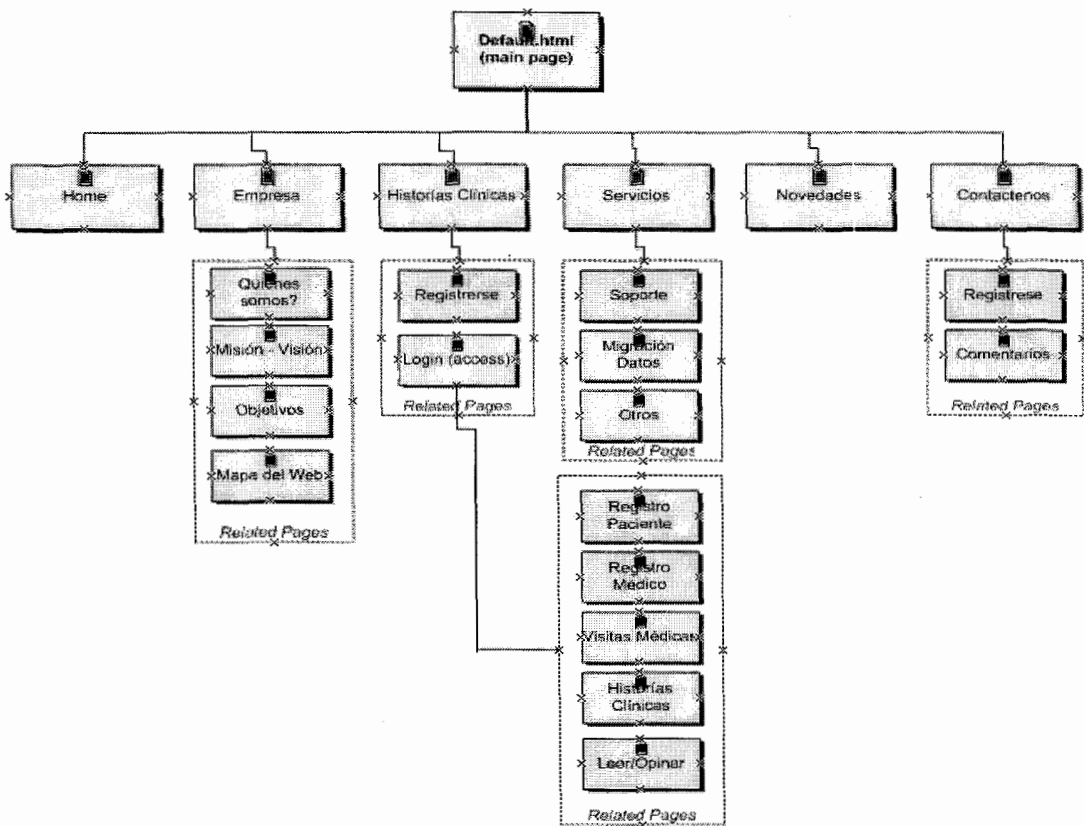 Default.html
(main page)
Home
Empresa
Historías Clínicas
Servicios
Novedades
Contactenos
Quienes
somos?
Misión - Visión
Objetivos
Mapa del Web
Related Pages
Registrerse
Login (access)
Related Pages
Soporte
Migración
Datos
Otros
Related Pages
Registrese
Comentarios
Related Pages
Registro
Paciente
Registro
Medico
Visitas Médicas
Historías
Clínicas
Leer/Opinar
Related Pages